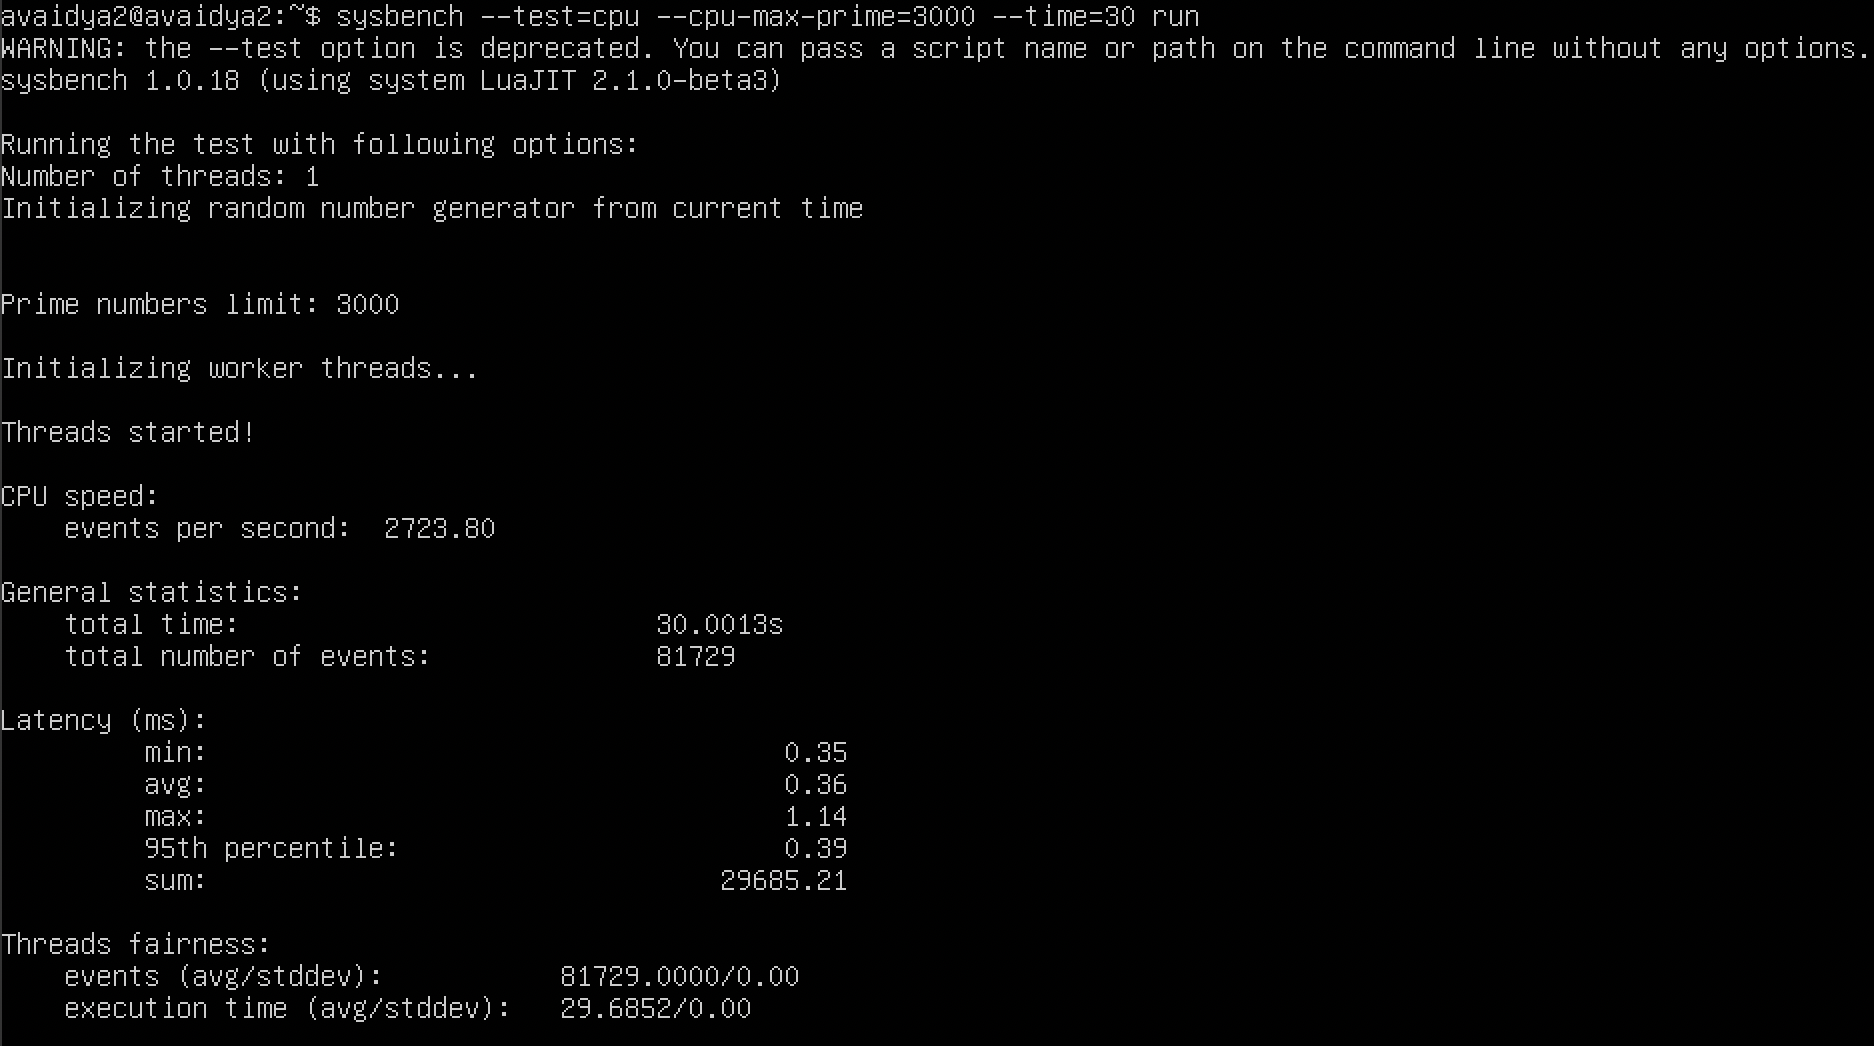 avaidya2@avaidya2:~$ sysbench --test=cpu --cpu-max-prime=3000 --time=30 run
WARNING: the --test option is deprecated. You can pass a script name or path on the command line without any options.
sysbench 1.0.18 (using system LuaJIT 2.1.0-beta3)
Running the test with following options:
Number of threads: 1
Initializing random number generator from current time
Prime numbers limit: 3000
Initializing worker threads...
Threads started!
CPU speed:
events per second: 2723.80
General statistics:
total time: 30.0013s
total number of events: 81729
Latency (ms):
min: 0.35
avg: 0.36
max: 1.14
95th percentile: 0.39
sum: 29685.21
Threads fairness:
events (avg/stddev): 81729.0000/0.00
execution time (avg/stddev): 29.6852/0.00